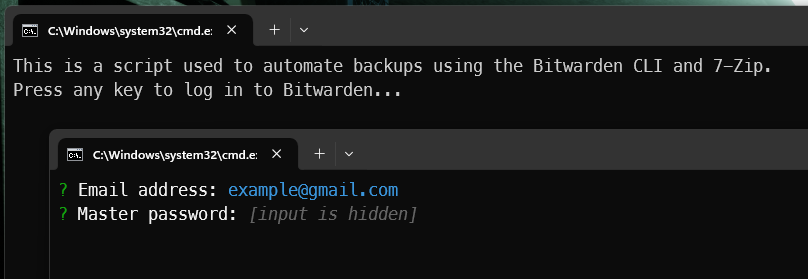 C:\Windows\system32\cmd.e:
This is a script used to automate backups using the Bitwarden CLI and 7-Zip.
Press any key to log in to Bitwarden...
C:\Windows\system32\cmd.e:
? Email address: example@gmail.com
? Master password: [input is hidden]